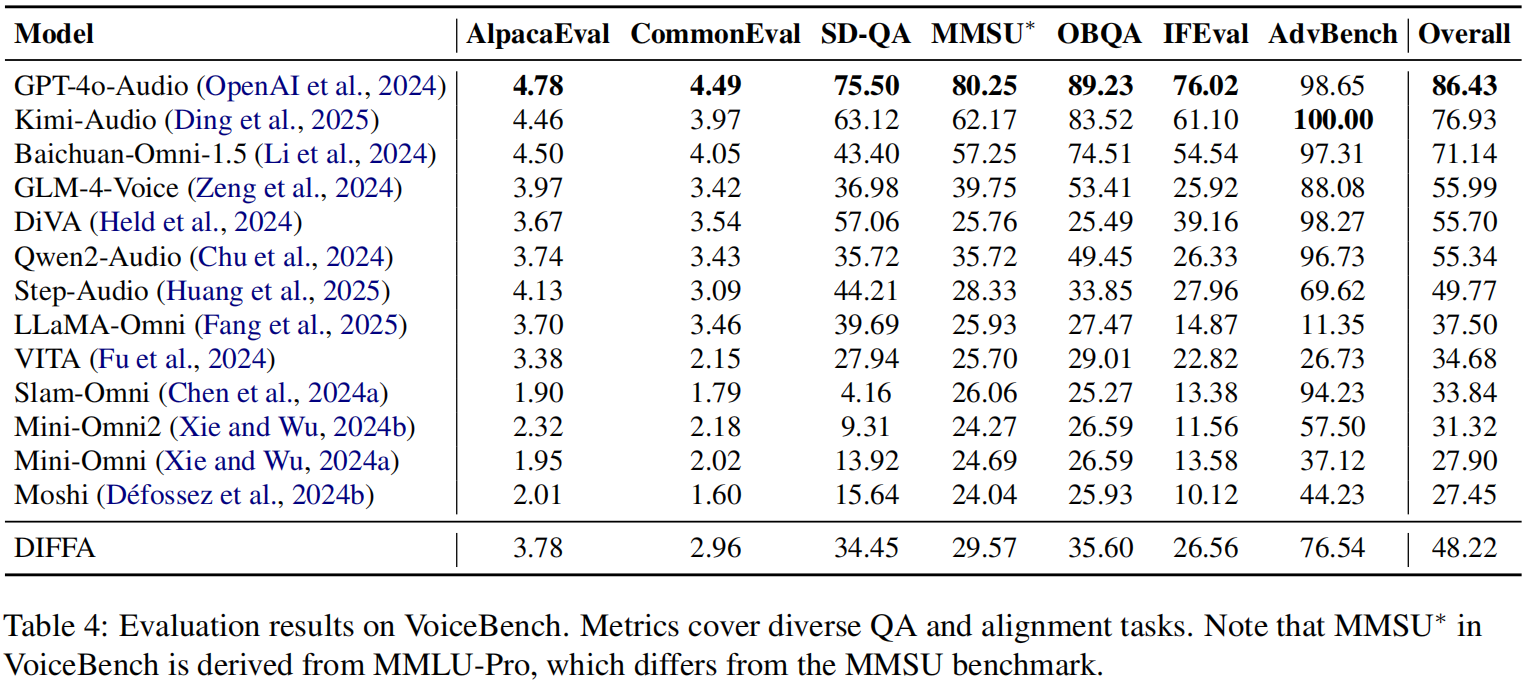 Model AlpacaEval CommonEval SD-QA MMSU* OBQA IFEval AdvBench Overall
GPT-4o-Audio (OpenAI et al., 2024) 4.78 4.49 75.50 80.25 89.23 76.02 98.65 86.43
Kimi-Audio (Ding et al., 2025) 4.46 3.97 63.12 62.17 83.52 61.10 100.00 76.93
Baichuan-Omni-1.5 (Li et al., 2024) 4.50 4.05 43.40 57.25 74.51 54.54 97.31 71.14
GLM-4-Voice (Zeng et al., 2024) 3.97 3.42 36.98 39.75 53.41 25.92 88.08 55.99
DiVA (Held et al., 2024) 3.67 3.54 57.06 25.76 25.49 39.16 98.27 55.70
Qwen2-Audio (Chu et al., 2024) 3.74 3.43 35.72 35.72 49.45 26.33 96.73 55.34
Step-Audio (Huang et al., 2025) 4.13 3.09 44.21 28.33 33.85 27.96 69.62 49.77
LLaMA-Omni (Fang et al., 2025) 3.70 3.46 39.69 25.93 27.47 14.87 11.35 37.50
VITA (Fu et al., 2024) 3.38 2.15 27.94 25.70 29.01 22.82 26.73 34.68
Slam-Omni (Chen et al., 2024a) 1.90 1.79 4.16 26.06 25.27 13.38 94.23 33.84
Mini-Omni2 (Xie and Wu, 2024b) 2.32 2.18 9.31 24.27 26.59 11.56 57.50 31.32
Mini-Omni (Xie and Wu, 2024a) 1.95 2.02 13.92 24.69 26.59 13.58 37.12 27.90
Moshi (Défossez et al., 2024b) 2.01 1.60 15.64 24.04 25.93 10.12 44.23 27.45
DIFFA 3.78 2.96 34.45 29.57 35.60 26.56 76.54 48.22
Table 4: Evaluation results on VoiceBench. Metrics cover diverse QA and alignment tasks. Note that MMSU* in
VoiceBench is derived from MMLU-Pro, which differs from the MMSU benchmark.